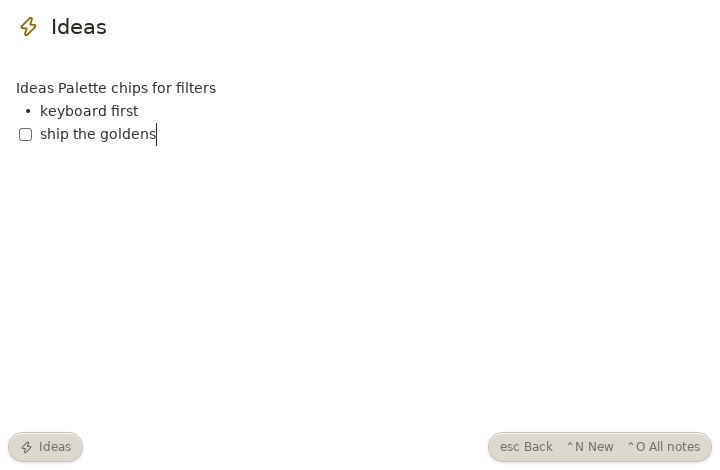 Ideas
Ideas Palette chips for filters
• keyboard first
ship the goldens
Ideas
esc Back ^N New ^O All notes